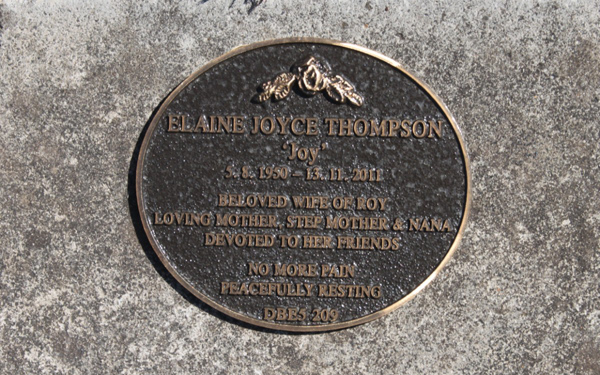 ELAINE JOYCE THOMPSON
"Joy"
5. 8. 1950 – 13. 11. 2011
BELOVED WIFE OF ROY
LOVING MOTHER, STEP MOTHER & NANA
DEVOTED TO HER FRIENDS
NO MORE PAIN
PEACEFULLY RESTING
DBE5 209